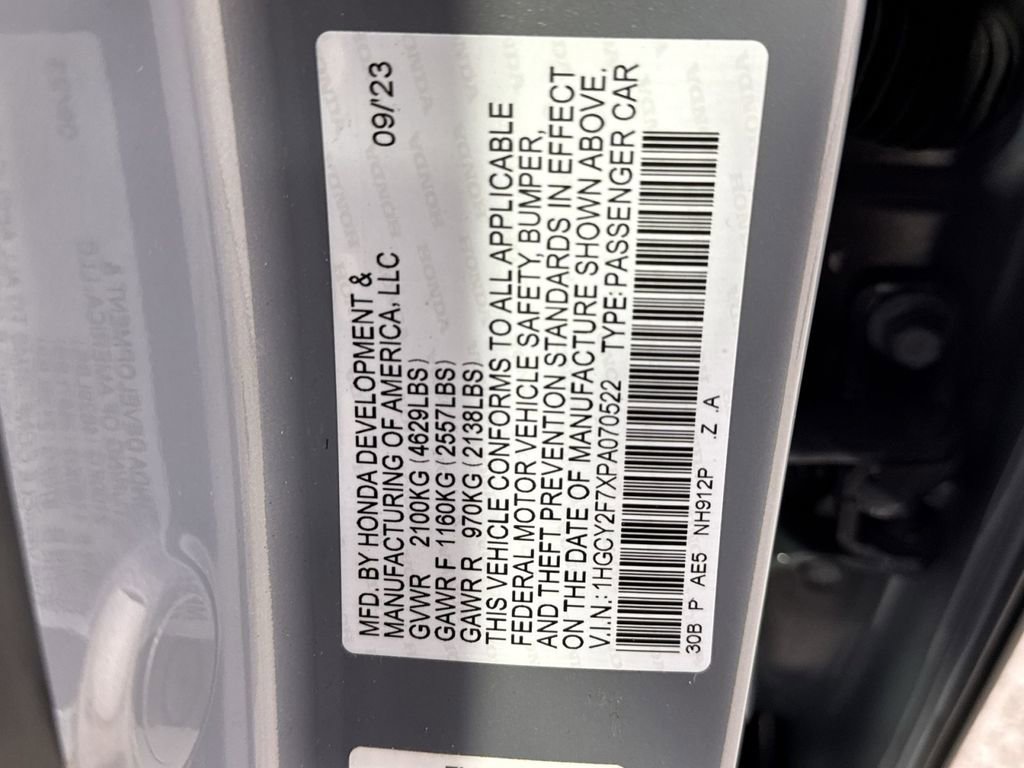 MFD. BY HONDA DEVELOPMENT &
MANUFACTURING OF AMERICA, LLC 09/'23
GVWR 2100KG (4629LBS)
GAWR F 1160KG (2557LBS)
GAWR R 970KG (2138LBS)
THIS VEHICLE CONFORMS TO ALL APPLICABLE
FEDERAL MOTOR VEHICLE SAFETY, BUMPER,
AND THEFT PREVENTION STANDARDS IN EFFECT
ON THE DATE OF MANUFACTURE SHOWN ABOVE.
V.I.N.: 1HGCY2F7XPA070522 TYPE: PASSENGER CAR
30B P AE5 NH912P .Z .A